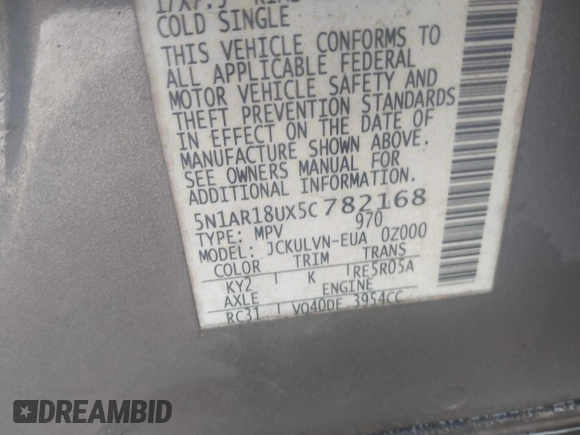 COLD SINGLE
THIS VEHICLE CONFORMS TO
ALL APPLICABLE FEDERAL
MOTOR VEHICLE SAFETY AND
THEFT PREVENTION STANDARDS
IN EFFECT ON THE DATE OF
MANUFACTURE SHOWN ABOVE.
SEE OWNERS MANUAL FOR
ADDITIONAL INFORMATION.
5N1AR18UX5C782168
TYPE: MPV 970
MODEL: JCKULVN-EUA 0Z000
COLOR TRIM TRANS
KY2 K RE5R05A
AXLE ENGINE
RC31 VQ40DE 3954CC
DREAMBID